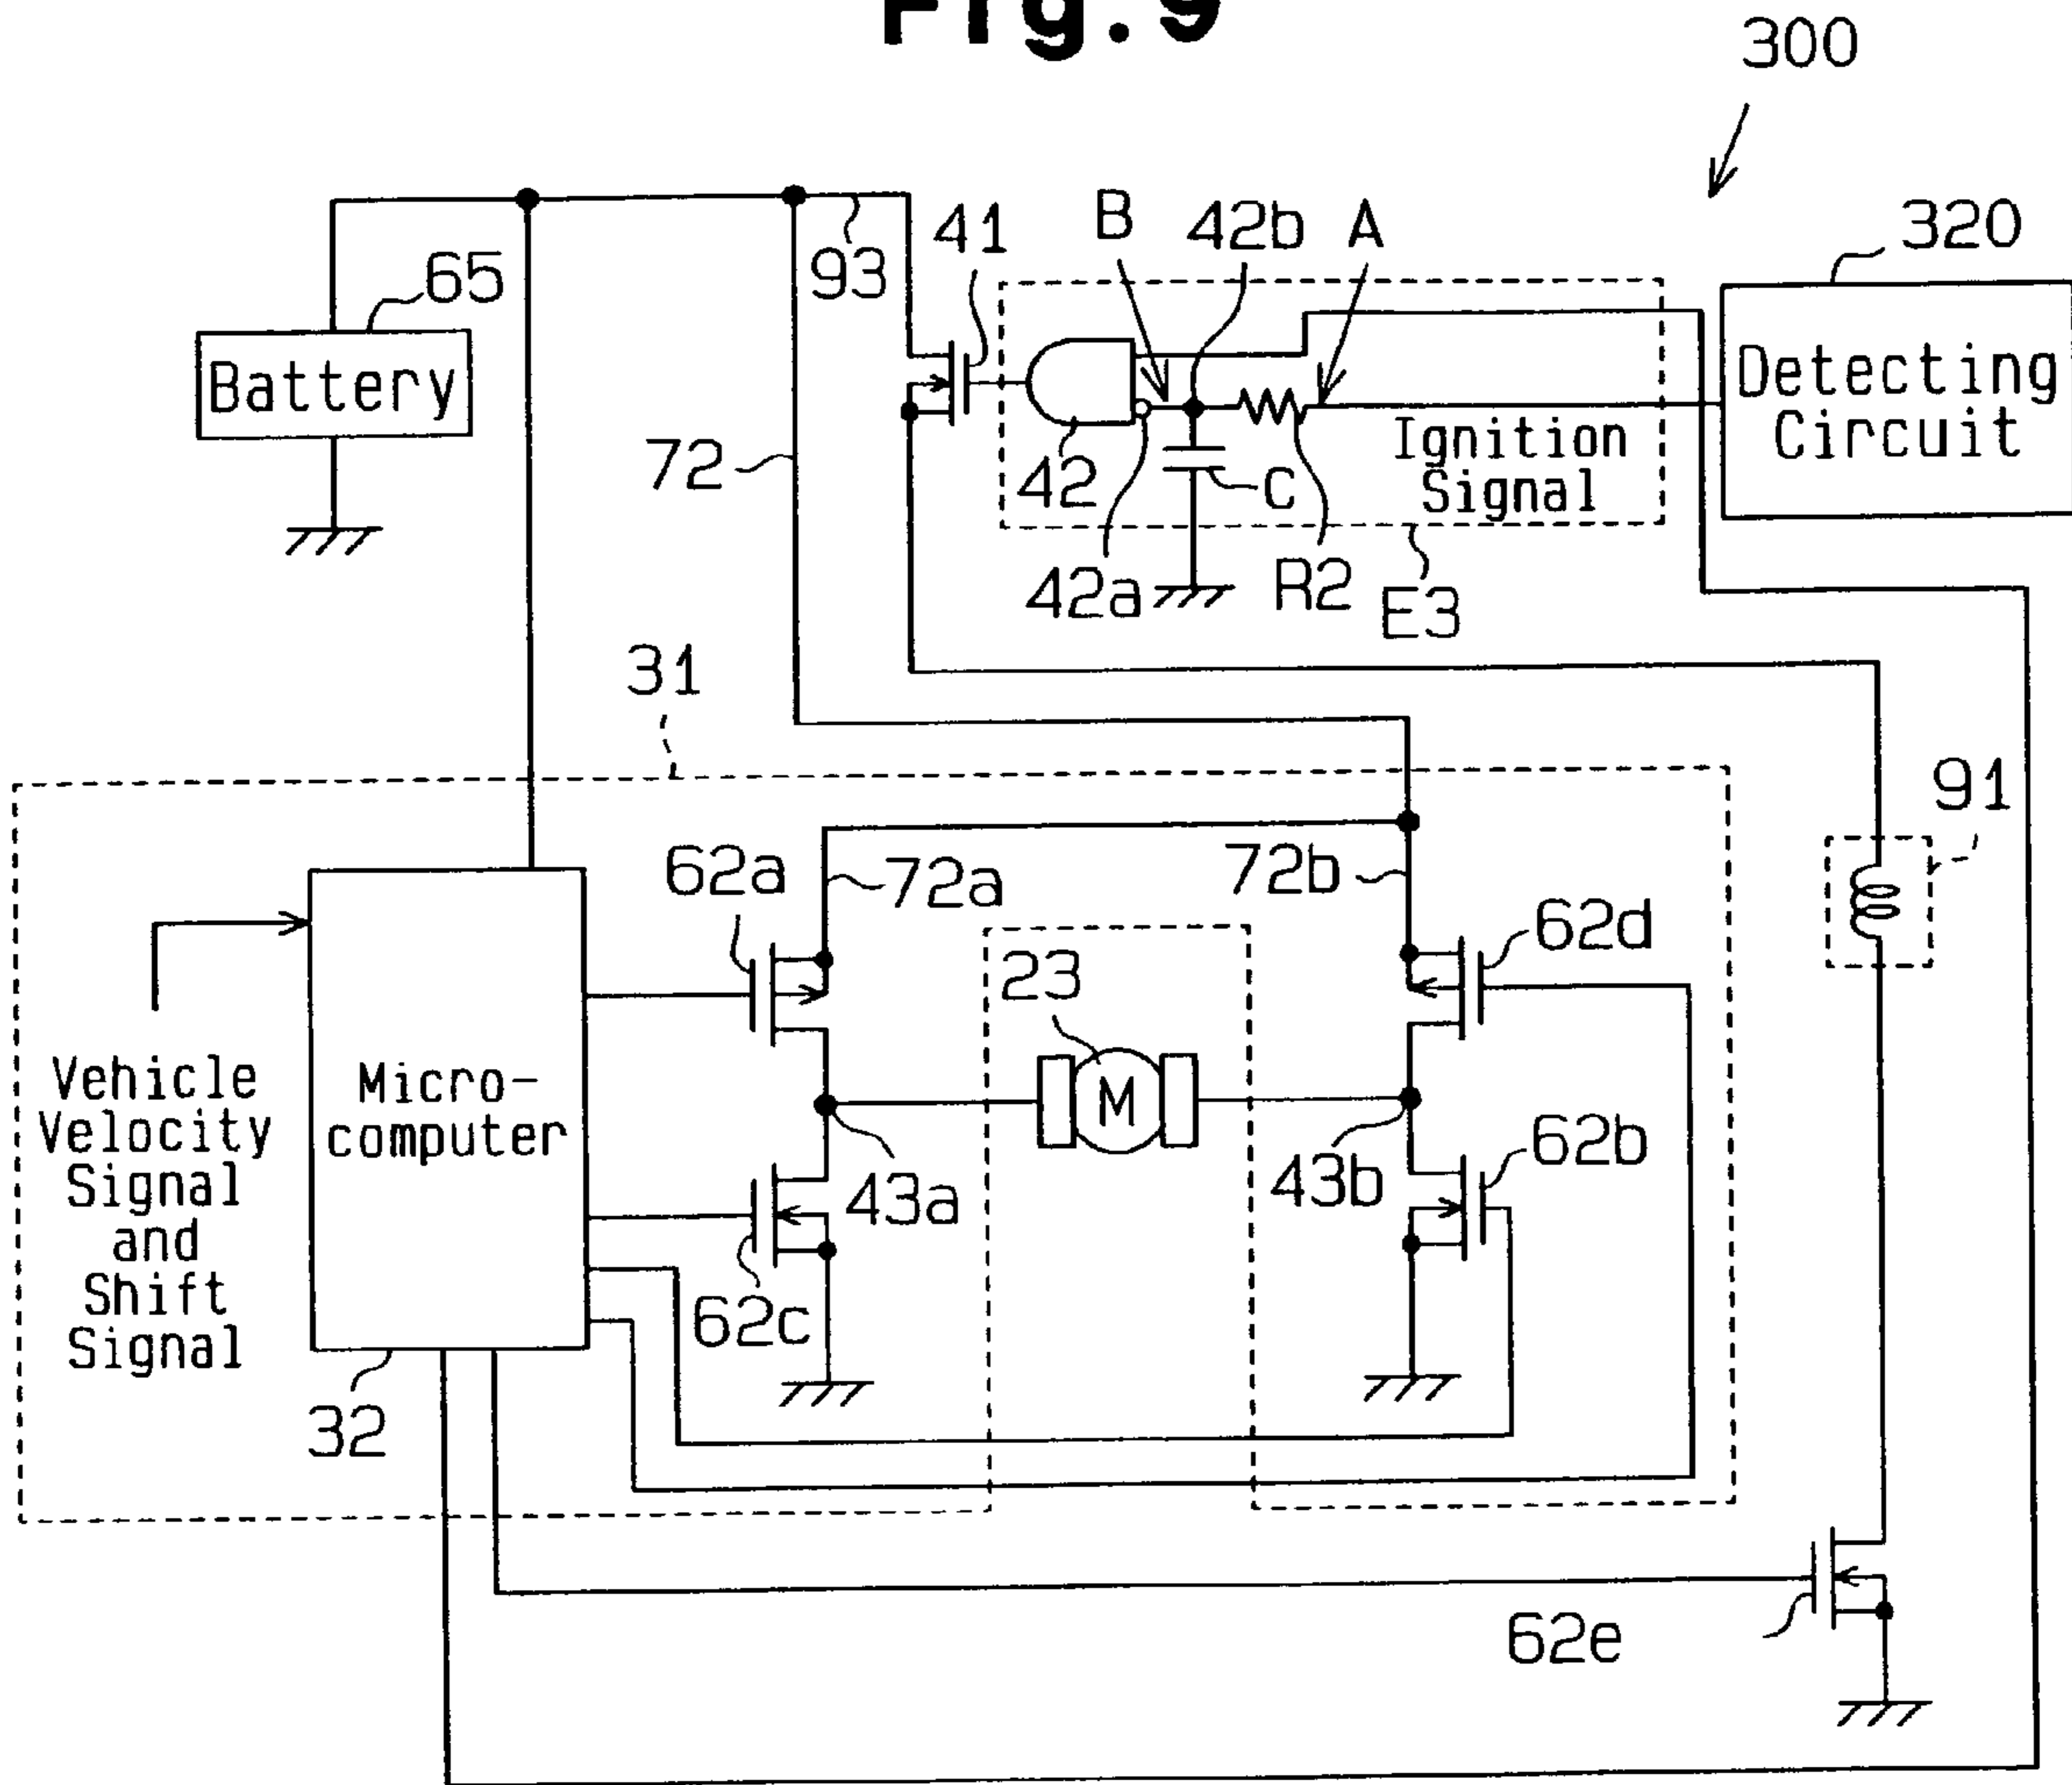 Fig.9
300
41
B
42b
A
320
93
65
Battery
Detecting
Circuit
Ignition
Signal
72
42
C
42a
R2
E3
31
91
62a
72a
72b
62d
23
Vehicle
Velocity
Signal
and
Shift
Signal
Micro-
computer
M
62b
43a
43b
62c
32
62e